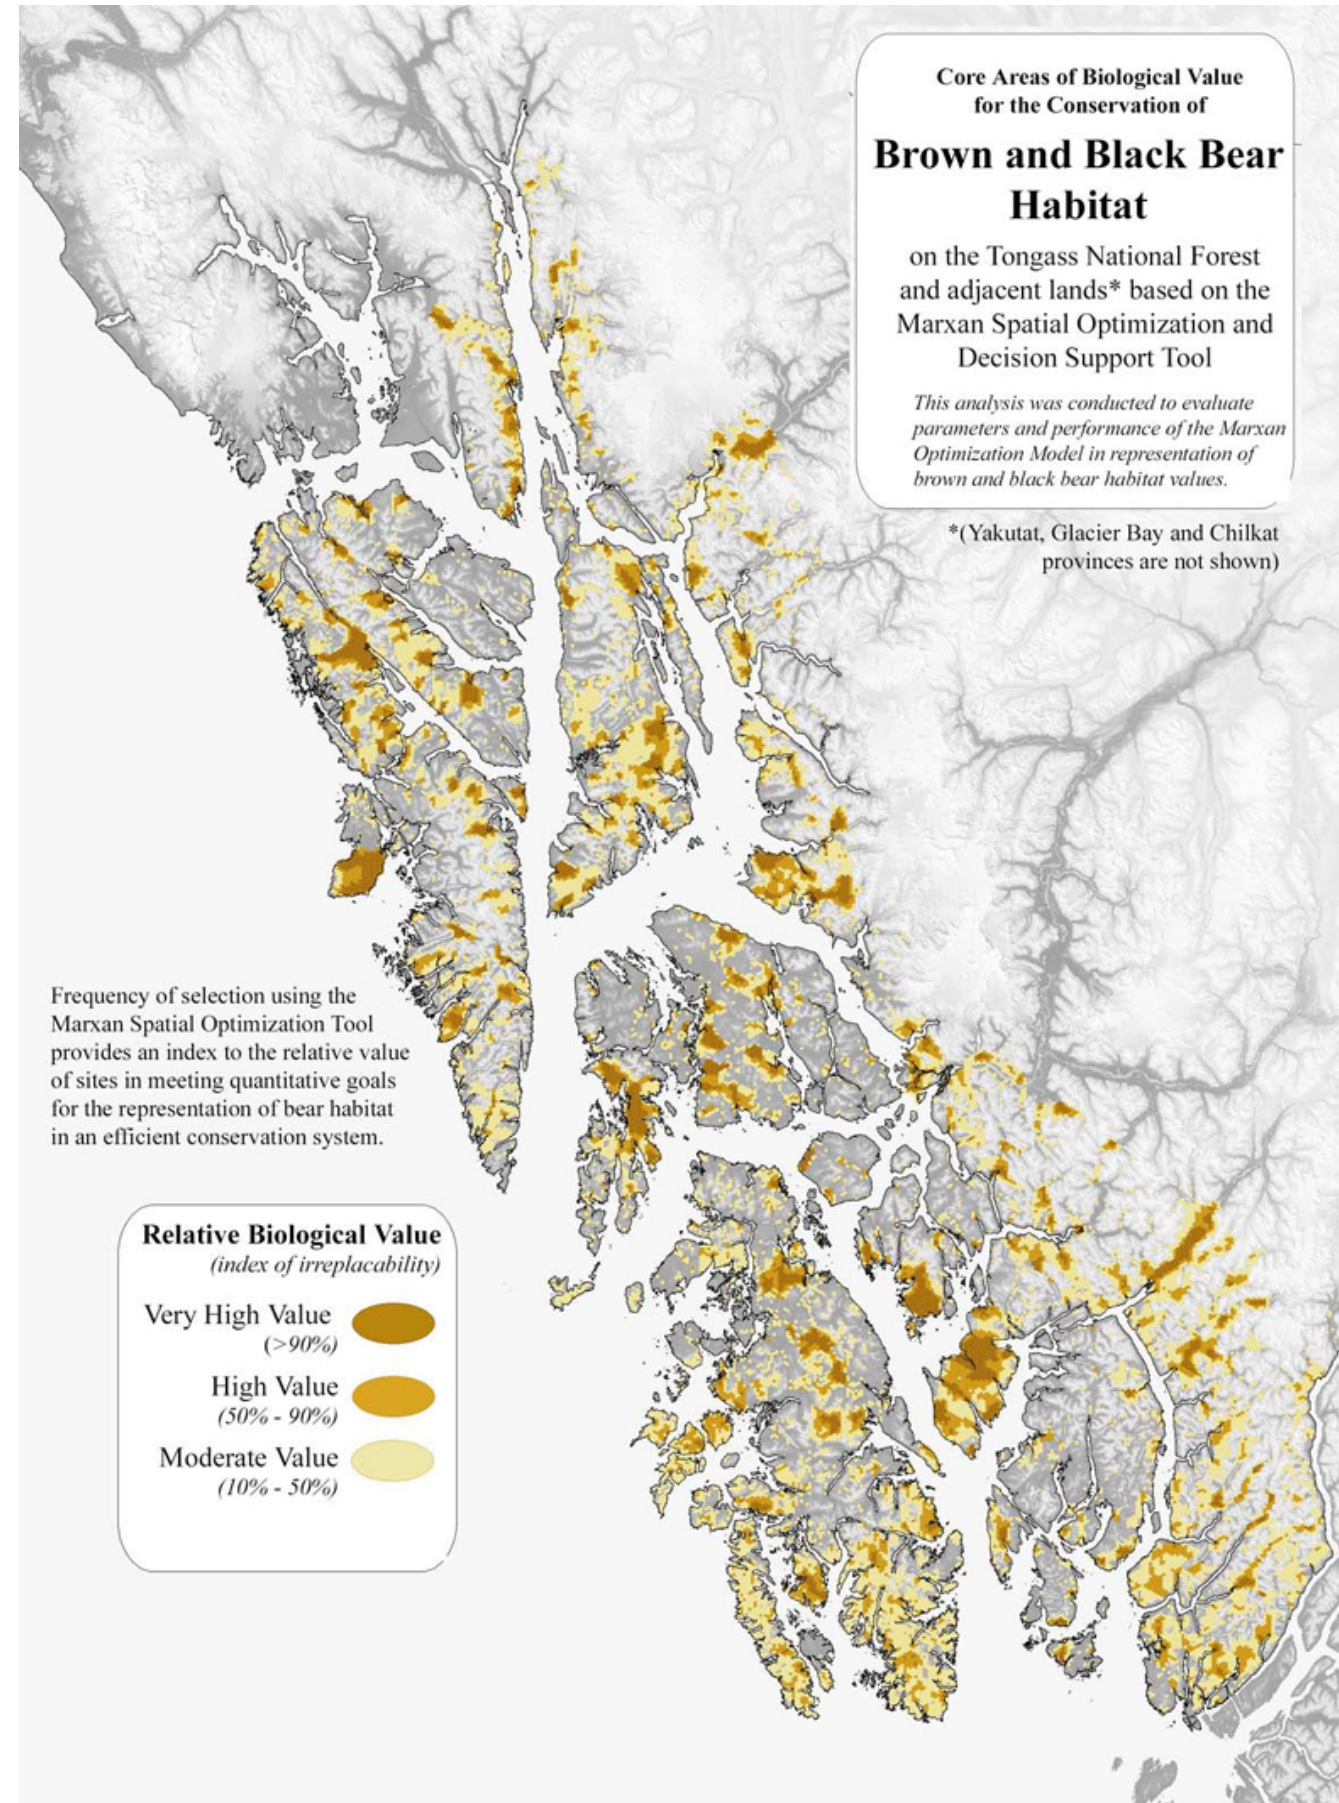 Core Areas of Biological Value
for the Conservation of
Brown and Black Bear
Habitat
on the Tongass National Forest
and adjacent lands* based on the
Marxan Spatial Optimization and
Decision Support Tool
This analysis was conducted to evaluate
parameters and performance of the Marxan
Optimization Model in representation of
brown and black bear habitat values.
*(Yakutat, Glacier Bay and Chilkat
provinces are not shown)
Frequency of selection using the
Marxan Spatial Optimization Tool
provides an index to the relative value
of sites in meeting quantitative goals
for the representation of bear habitat
in an efficient conservation system.
Relative Biological Value
(index of irreplacability)
Very High Value
(>90%)
High Value
(50% - 90%)
Moderate Value
(10% - 50%)